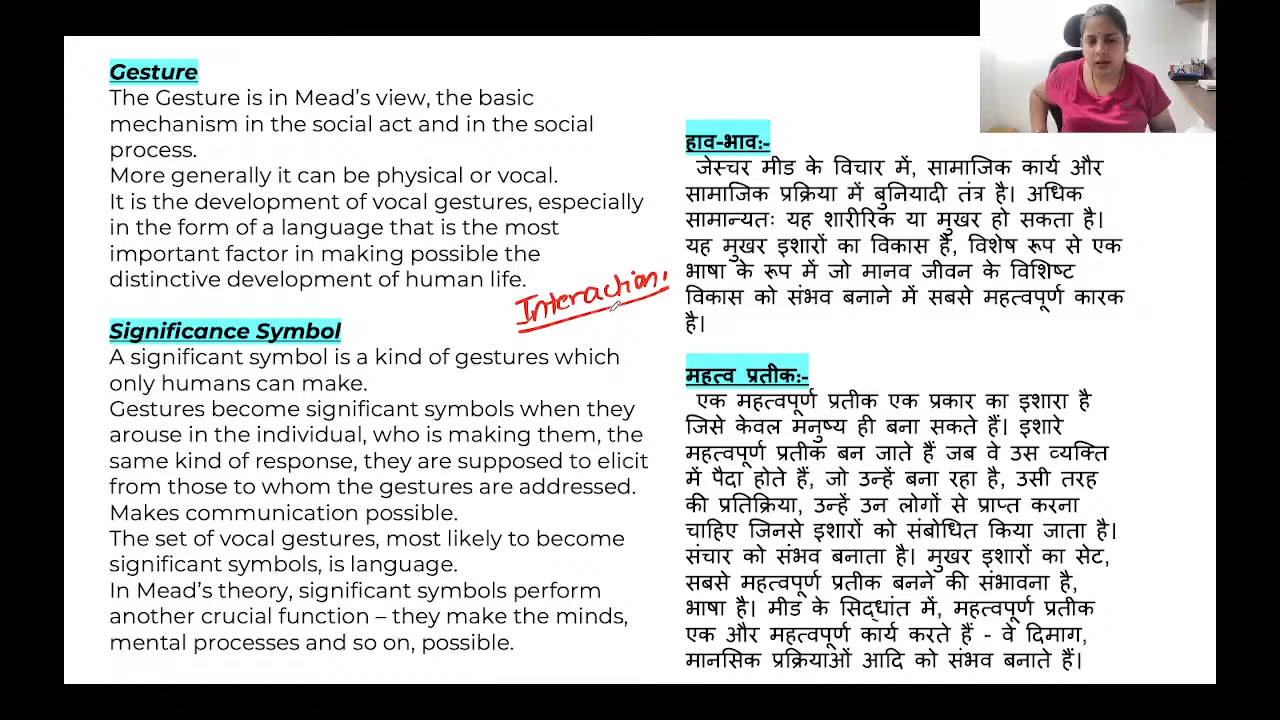 Gesture
The Gesture is in Mead's view, the basic
mechanism in the social act and in the social
process.
More generally it can be physical or vocal.
It is the development of vocal gestures, especially
in the form of a language that is the most
important factor in making possible the
distinctive development of human life.
Interaction.
Significance Symbol
A significant symbol is a kind of gestures which
only humans can make.
Gestures become significant symbols when they
arouse in the individual, who is making them, the
same kind of response, they are supposed to elicit
from those to whom the gestures are addressed.
Makes communication possible.
The set of vocal gestures, most likely to become
significant symbols, is language.
In Mead's theory, significant symbols perform
another crucial function – they make the minds,
mental processes and so on, possible.
हाव-भाव:-
जेस्चर मीड के विचार में, सामाजिक कार्य और
सामाजिक प्रक्रिया में बुनियादी तंत्र है। अधिक
सामान्यतः यह शारीरिक या मुखर हो सकता है।
यह मुखर इशारों का विकास है, विशेष रूप से एक
भाषा के रूप में जो मानव जीवन के विशिष्ट
विकास को संभव बनाने में सबसे महत्वपूर्ण कारक
है।
महत्व प्रतीक:-
एक महत्वपूर्ण प्रतीक एक प्रकार का इशारा है
जिसे केवल मनुष्य ही बना सकते हैं। इशारे
महत्वपूर्ण प्रतीक बन जाते हैं जब वे उस व्यक्ति
में पैदा होते हैं, जो उन्हें बना रहा है, उसी तरह
की प्रतिक्रिया, उन्हें उन लोगों से प्राप्त करना
चाहिए जिनसे इशारों को संबोधित किया जाता है।
संचार को संभव बनाता है। मुखर इशारों का सेट,
सबसे महत्वपूर्ण प्रतीक बनने की संभावना है,
भाषा है। मीड के सिद्धांत में, महत्वपूर्ण प्रतीक
एक और महत्वपूर्ण कार्य करते हैं - वे दिमाग,
मानसिक प्रक्रियाओं आदि को संभव बनाते हैं।